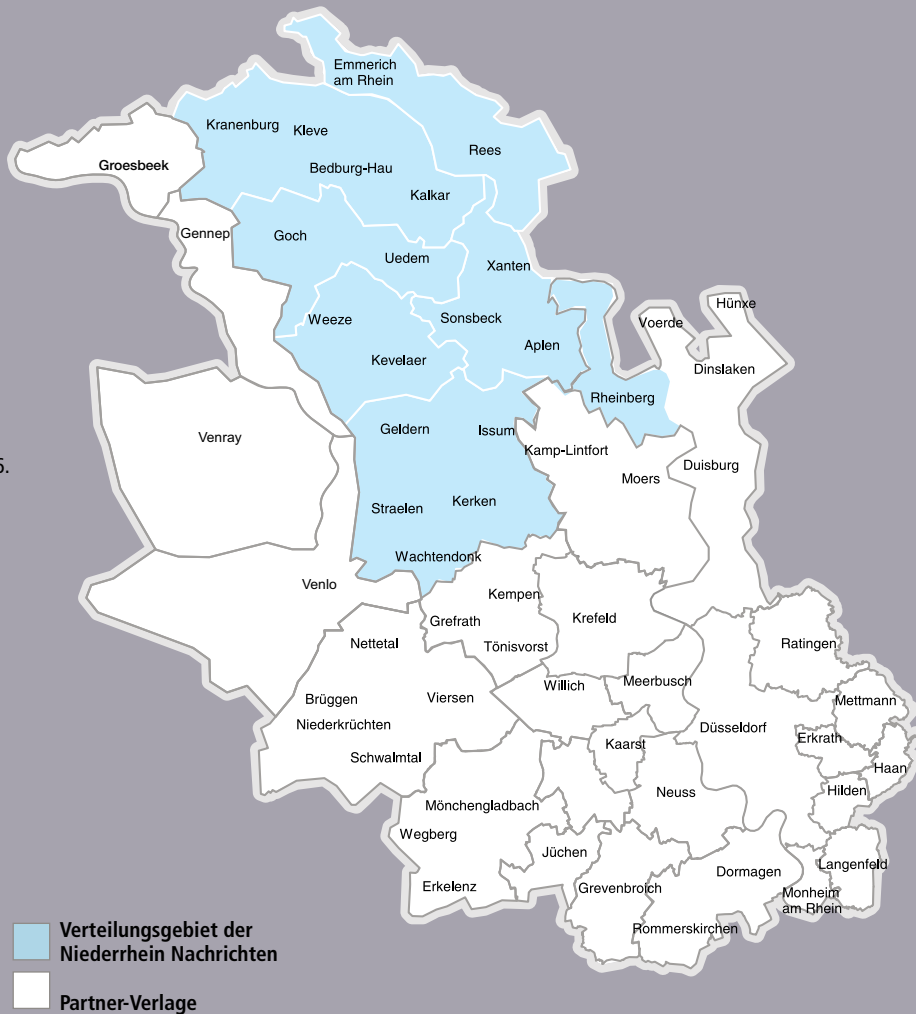 Emmerich
am Rhein
Kranenburg
Kleve
Rees
Groesbeek
Bedburg-Hau
Kalkar
Gennep
Goch
Uedem
Xanten
Hünxe
Weeze
Sonsbeck
Voerde
Aplen
Kevelaer
Dinslaken
Rheinberg
Geldern
Issum
Venray
Kamp-Lintfort
6.
Moers
Duisburg
Straelen
Kerken
Wachtendonk
Venlo
Kempen
Grefrath
Krefeld
Nettetal
Tönisvorst
Ratingen
Willich
Meerbusch
Brüggen
Viersen
Mettmann
Niederkrüchten
Düsseldorf
Erkrath
Kaarst
Schwalmtal
Haan
Neuss
Hilden
Mönchengladbach
Wegberg
Jüchen
Langenfeld
Dormagen
Erkelenz
Grevenbroich
Monheim
am Rhein
Rommerskirchen
Verteilungsgebiet der
Niederrhein Nachrichten
Partner-Verlage